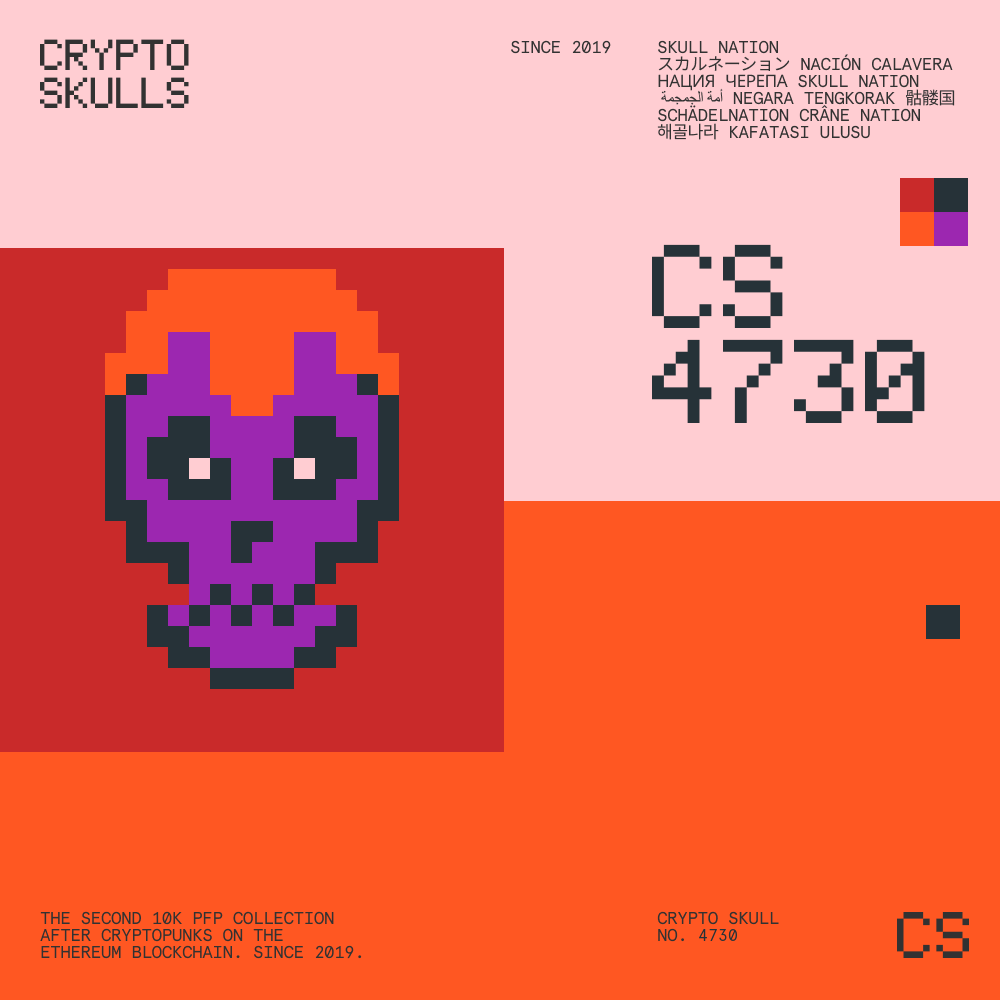 CRYPTO
SKULLS
SINCE 2019
SKULL NATION
スカルネーション NACIÓN CALAVERA
НАЦИЯ ЧЕРЕПА SKULL NATION
أمة الجمجمة NEGARA TENGKORAK 骷髅国
SCHÄDELNATION CRÂNE NATION
해골나라 KAFATASI ULUSU
CS
4730
THE SECOND 10K PFP COLLECTION
AFTER CRYPTOPUNKS ON THE
ETHEREUM BLOCKCHAIN. SINCE 2019.
CRYPTO SKULL
NO. 4730
CS